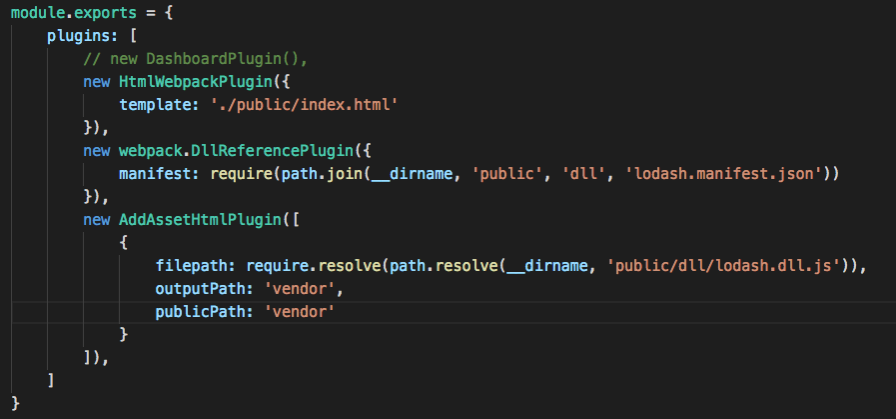 module.exports = {
    plugins: [
        // new DashboardPlugin(),
        new HtmlWebpackPlugin({
            template: './public/index.html'
        }),
        new webpack.DllReferencePlugin({
            manifest: require(path.join(__dirname, 'public', 'dll', 'lodash.manifest.json'))
        }),
        new AddAssetHtmlPlugin([
            {
                filepath: require.resolve(path.resolve(__dirname, 'public/dll/lodash.dll.js')),
                outputPath: 'vendor',
                publicPath: 'vendor'
            }
        ]),
    ]
}